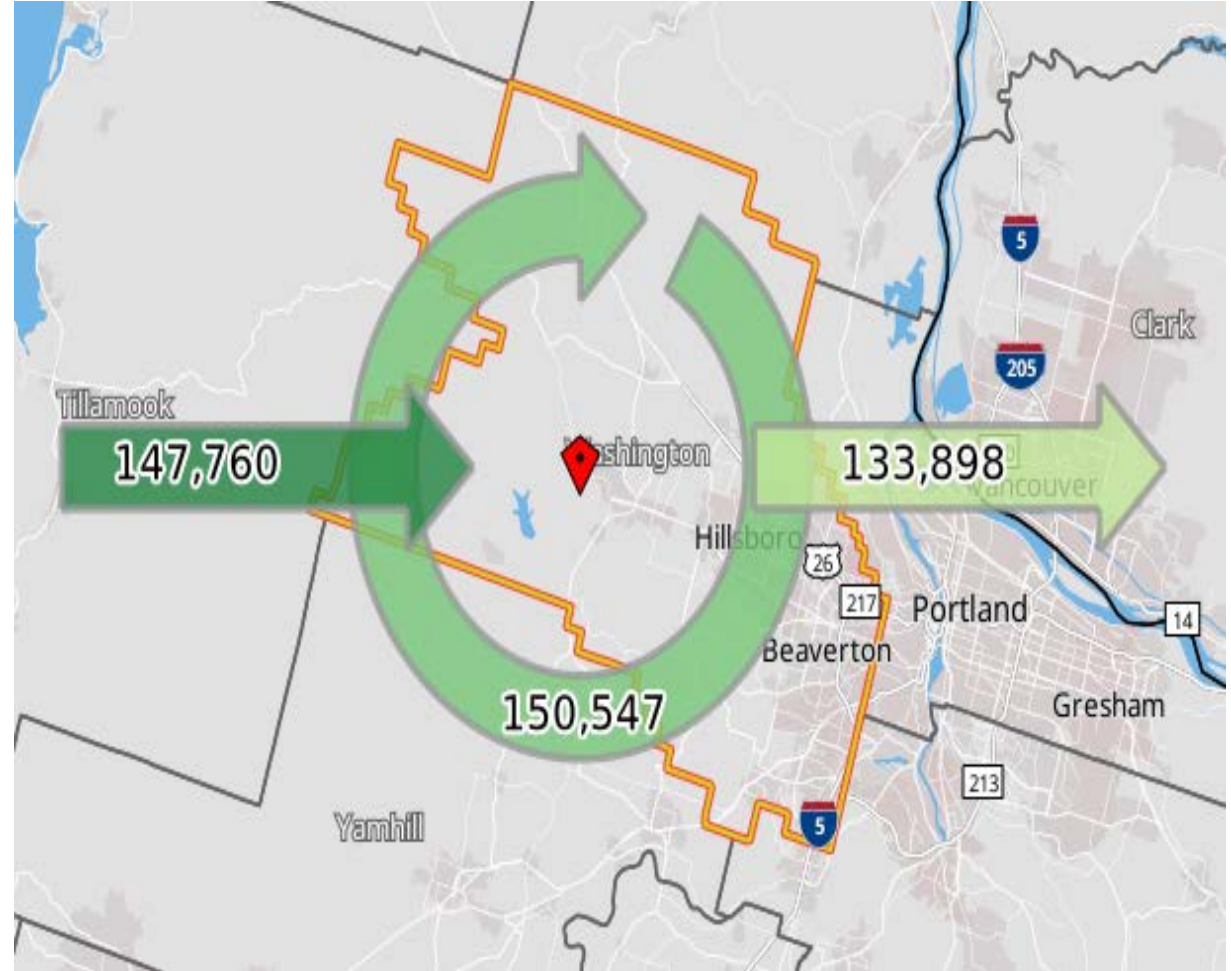 5
Clark
205
Tillamook
147,760
Washington
133,898
Vancouver
Hillsboro
26
217
Portland
14
Beaverton
150,547
Gresham
213
5
Yamhill